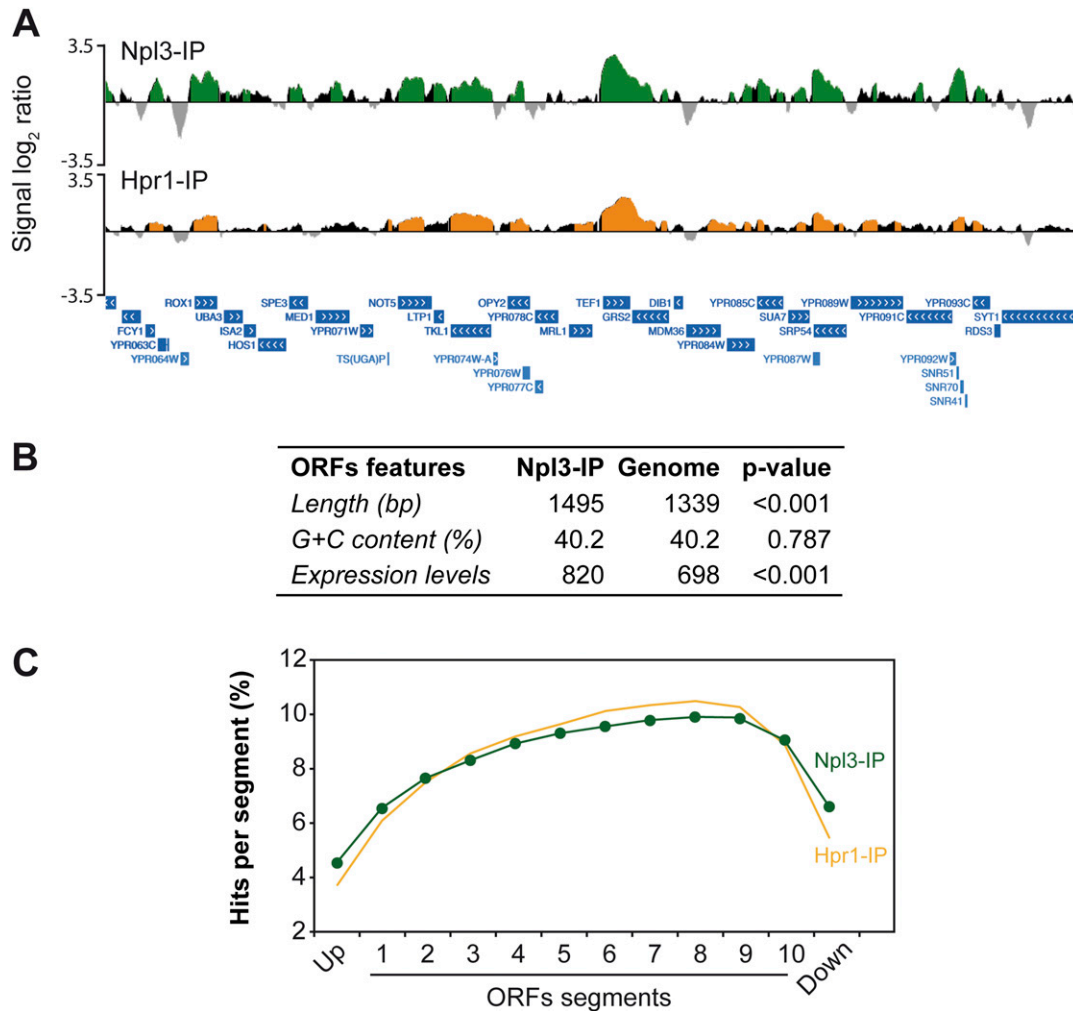 A
Npl3-IP
3.5
-3.5
Signal log2 ratio
Hpr1-IP
3.5
-3.5
ROX1 SPE3 NOT5 OPY2 TEF1 DIB1 YPR085C YPR089W YPR093C SYT1
UBA3 MED1 LTP1 YPR078C GRS2 SUA7 YPR091C
FCY1 ISA2 YPR071W TKL1 MRL1 MDM36 SRP54 RDS3
YPR063C HOS1 YPR084W
YPR064W TS(UGA)P YPR074W-A YPR087W YPR092W
YPR076W SNR51
YPR077C SNR70
SNR41
B
ORFs features Npl3-IP Genome p-value
Length (bp) 1495 1339 <0.001
G+C content (%) 40.2 40.2 0.787
Expression levels 820 698 <0.001
C
Hits per segment (%)
12
10
8
6
4
2
Npl3-IP
Hpr1-IP
Up 1 2 3 4 5 6 7 8 9 10 Down
ORFs segments